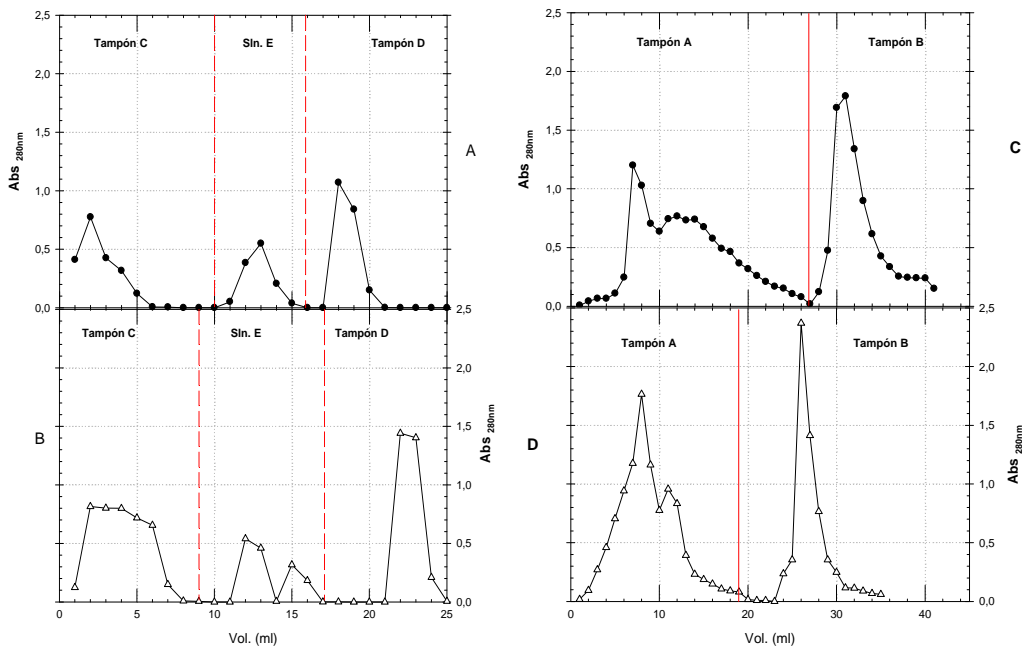 2,5
2,0
1,5
1,0
0,5
0,0
Abs 280nm
Tampón C
Sln. E
Tampón D
A
2,5
2,0
1,5
1,0
0,5
0,0
Abs 280nm
Tampón A
Tampón B
C
Tampón C
Sln. E
Tampón D
B
2,5
2,0
1,5
1,0
0,5
0,0
Abs 280nm
0 5 10 15 20 25
Vol. (ml)
D
Tampón A
Tampón B
2,5
2,0
1,5
1,0
0,5
0,0
Abs 280nm
0 10 20 30 40
Vol. (ml)